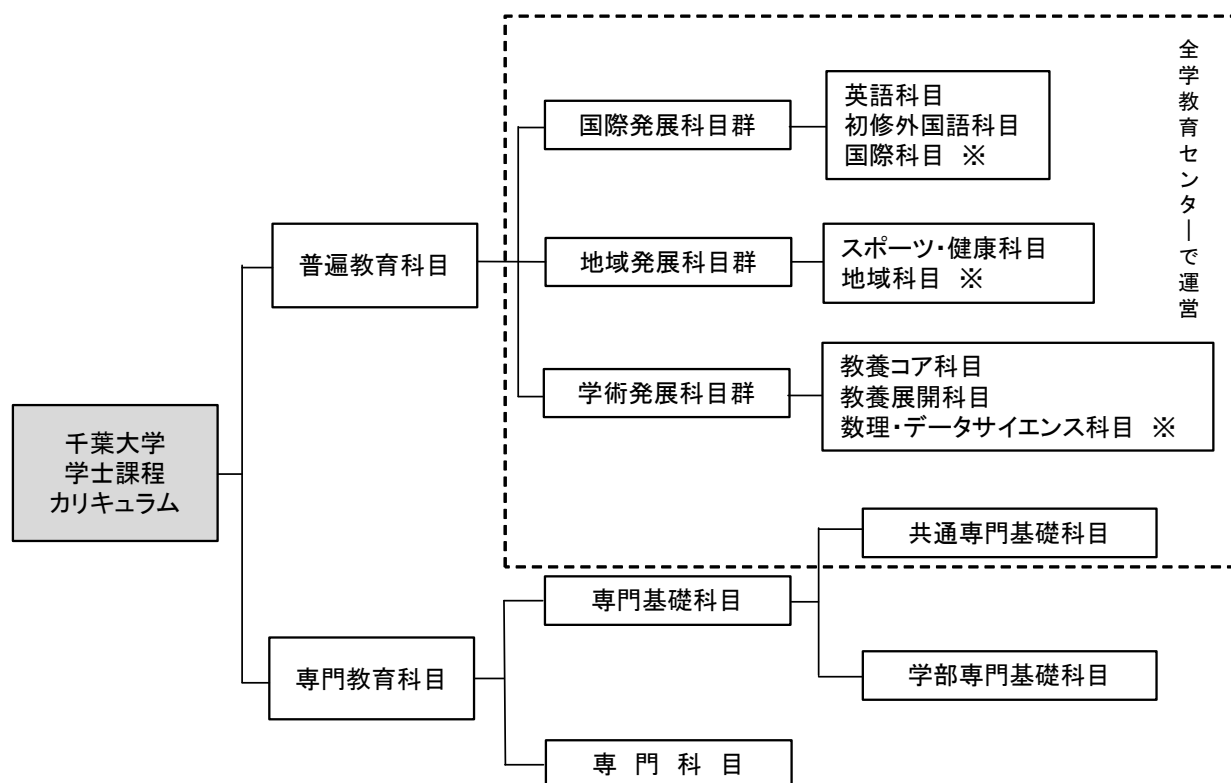 全学教育センターで運営
国際発展科目群
英語科目
初修外国語科目
国際科目 ※
普遍教育科目
地域発展科目群
スポーツ・健康科目
地域科目 ※
学術発展科目群
教養コア科目
教養展開科目
数理・データサイエンス科目 ※
千葉大学
学士課程
カリキュラム
共通専門基礎科目
専門基礎科目
専門教育科目
学部専門基礎科目
専 門 科 目